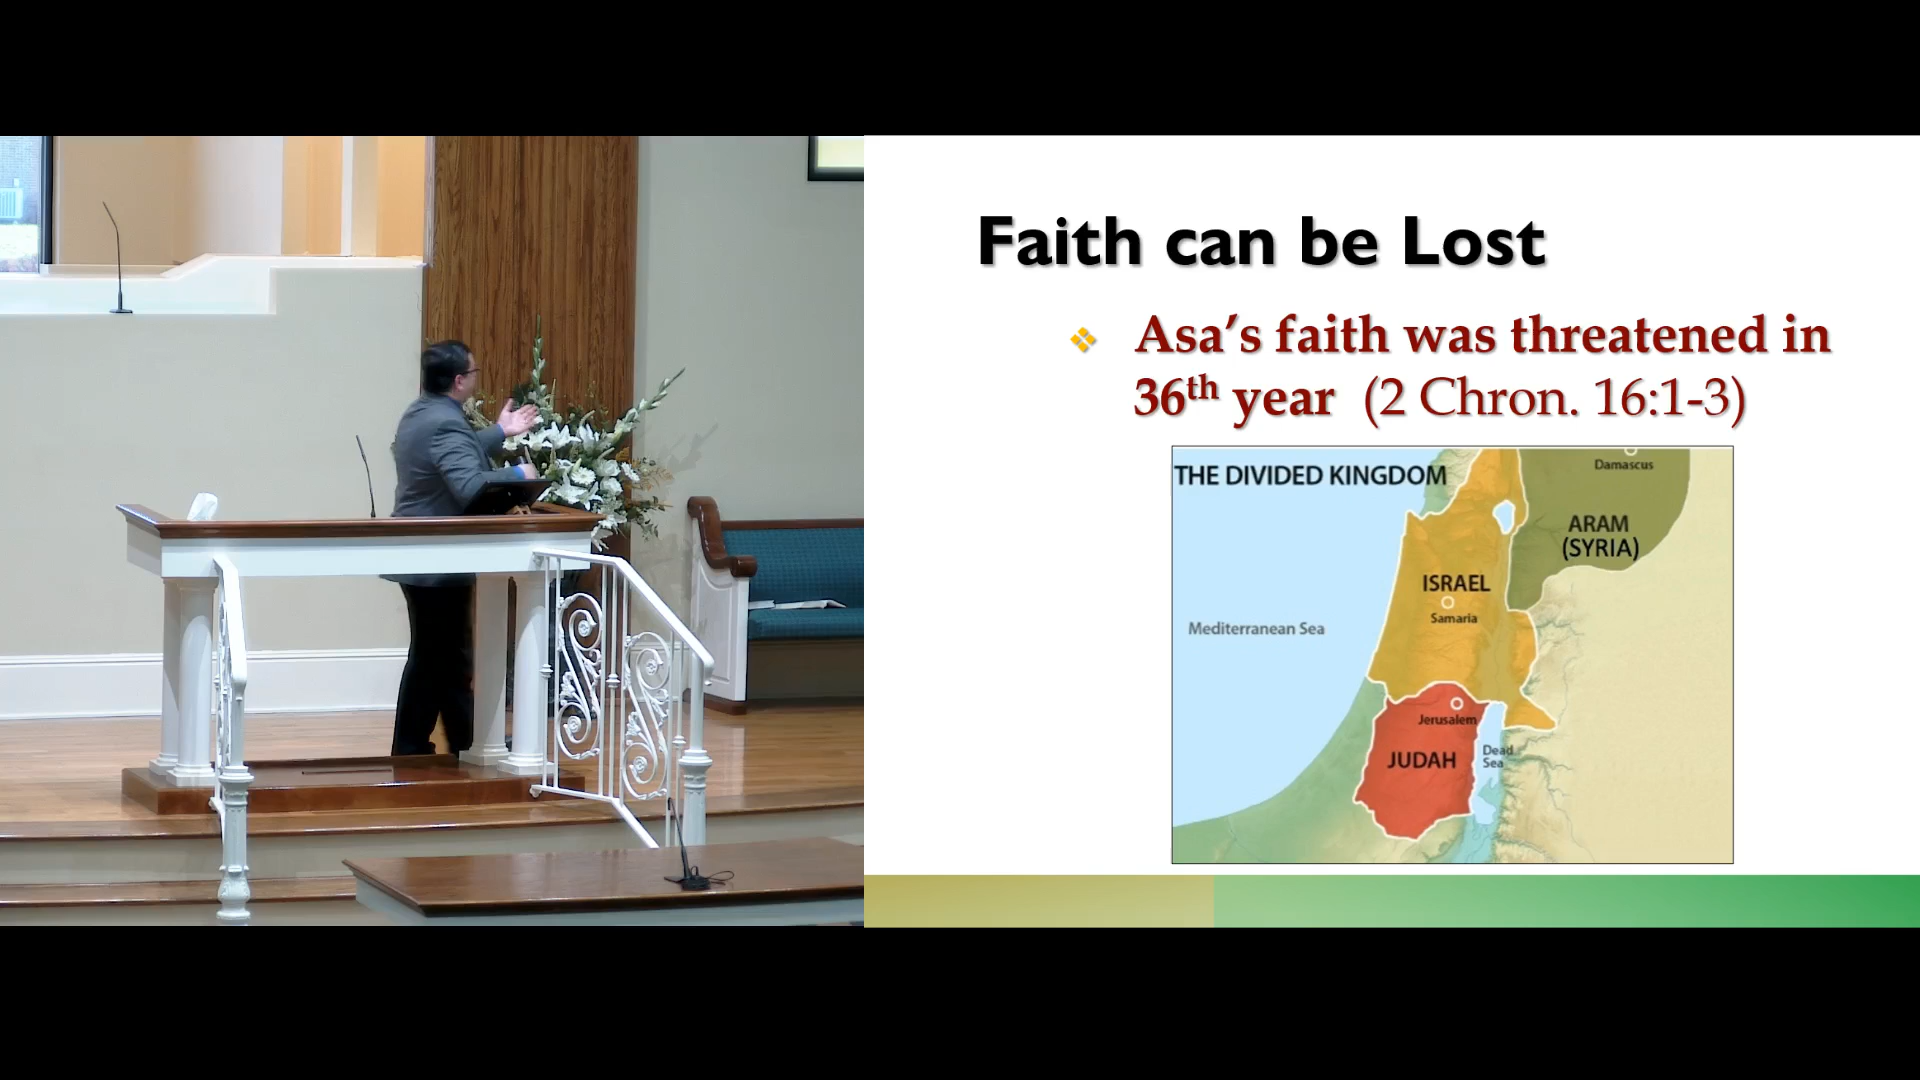 Faith can be Lost
Asa’s faith was threatened in
36th year (2 Chron. 16:1-3)
THE DIVIDED KINGDOM
Damascus
ARAM
(SYRIA)
ISRAEL
Samaria
Mediterranean Sea
Jerusalem
JUDAH
Dead
Sea